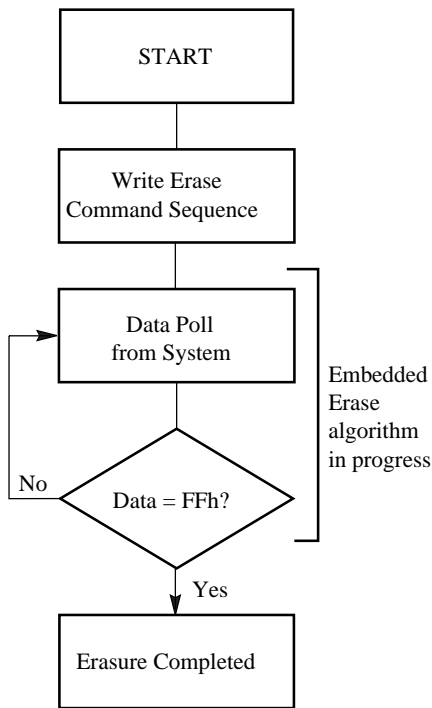 START
Write Erase
Command Sequence
Data Poll
from System
Embedded
Erase
algorithm
in progress
No
Data = FFh?
Yes
Erasure Completed